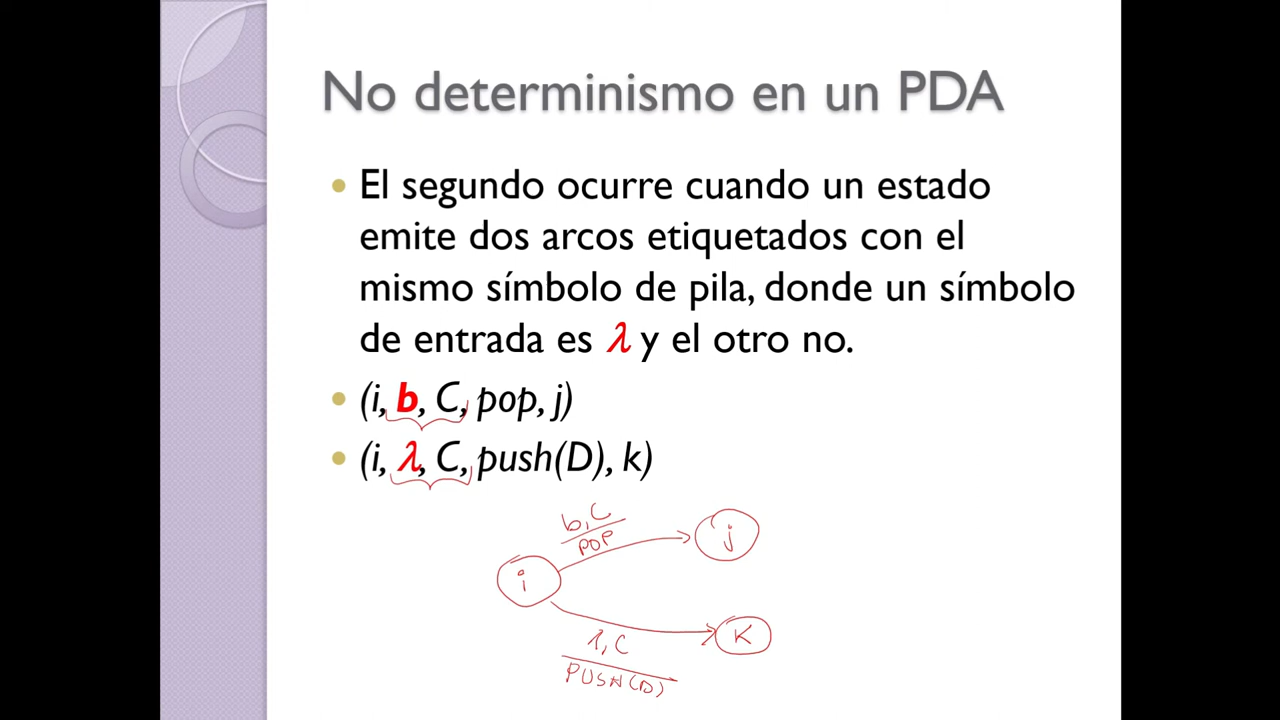 No determinismo en un PDA
El segundo ocurre cuando un estado
emite dos arcos etiquetados con el
mismo símbolo de pila, donde un símbolo
de entrada es λ y el otro no.
(i, b, C, pop, j)
(i, λ, C, push(D), k)
b, C
POP
j
i
K
λ, C
PUSH(D)